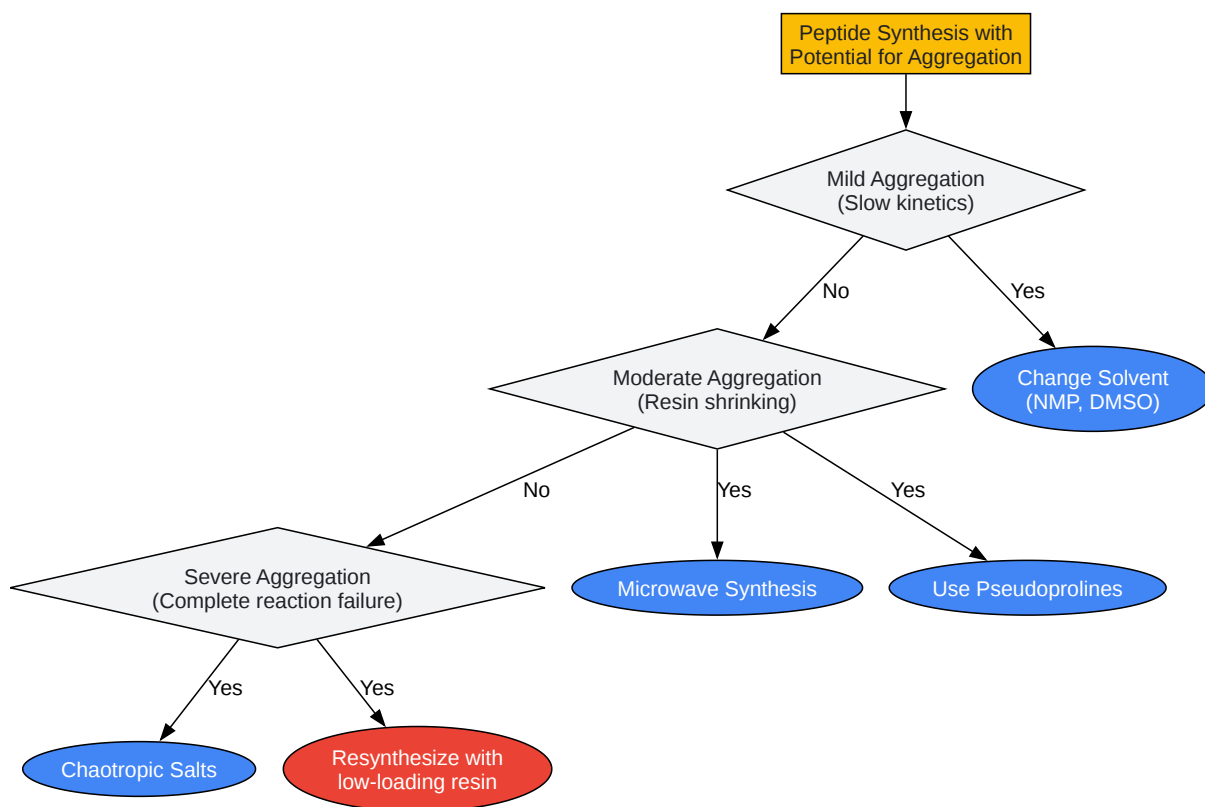 Peptide Synthesis with
Potential for Aggregation
Mild Aggregation
(Slow kinetics)
No
Yes
Moderate Aggregation
(Resin shrinking)
Change Solvent
(NMP, DMSO)
No
Yes
Yes
Severe Aggregation
(Complete reaction failure)
Microwave Synthesis
Use Pseudoprolines
Yes
Yes
Chaotropic Salts
Resynthesize with
low-loading resin